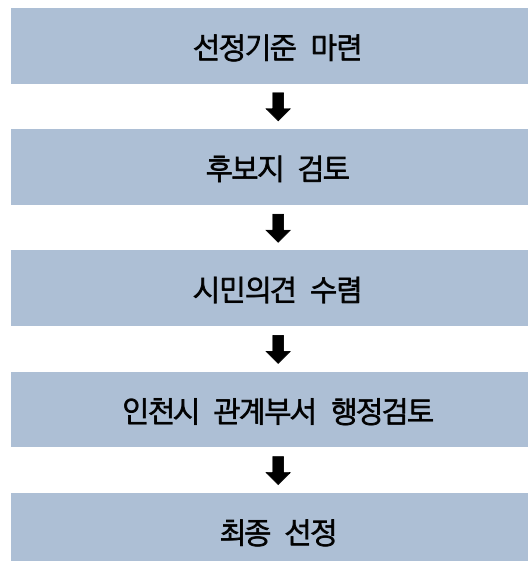 선정기준 마련
후보지 검토
시민의견 수렴
인천시 관계부서 행정검토
최종 선정